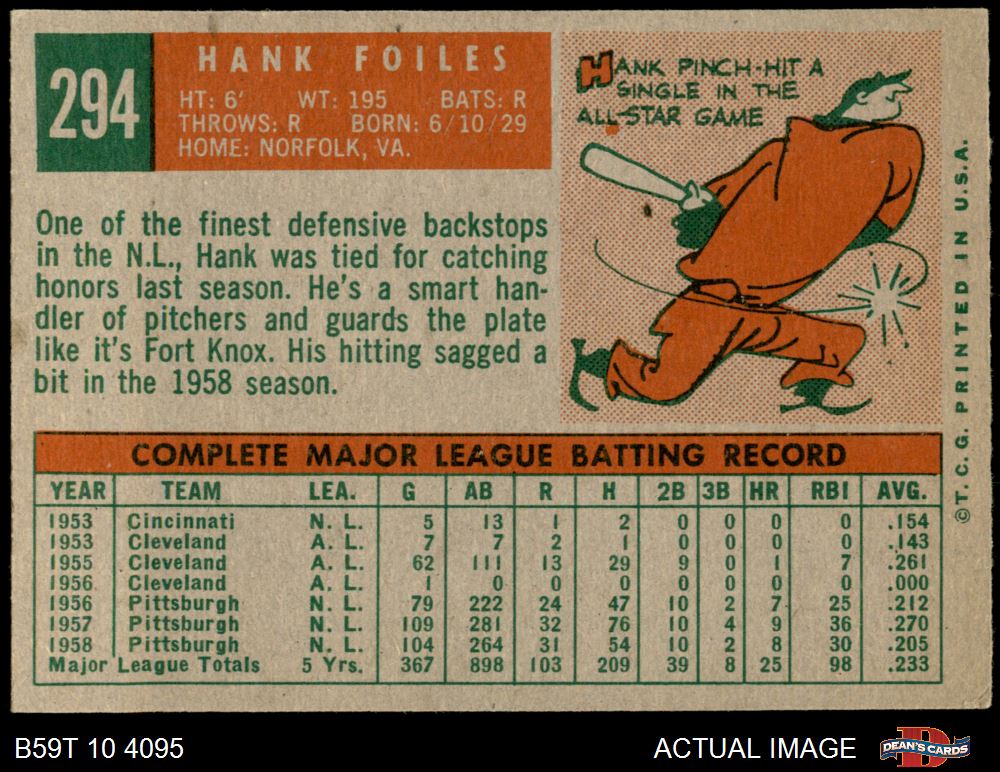 294
HANK FOILES
HT: 6' WT: 195 BATS: R
THROWS: R BORN: 6/10/29
HOME: NORFOLK, VA.
HANK PINCH-HIT A
SINGLE IN THE
ALL-STAR GAME
One of the finest defensive backstops
in the N.L., Hank was tied for catching
honors last season. He's a smart han-
dler of pitchers and guards the plate
like it's Fort Knox. His hitting sagged a
bit in the 1958 season.
COMPLETE MAJOR LEAGUE BATTING RECORD
YEAR TEAM LEA. G AB R H 2B 3B HR RBI AVG.
1953 Cincinnati N. L. 5 13 1 2 0 0 0 0 .154
1953 Cleveland A. L. 7 7 2 1 0 0 0 0 .143
1955 Cleveland A. L. 62 111 13 29 9 0 1 7 .261
1956 Cleveland A. L. 1 0 0 0 0 0 0 0 .000
1956 Pittsburgh N. L. 79 222 24 47 10 2 7 25 .212
1957 Pittsburgh N. L. 109 281 32 76 10 4 9 36 .270
1958 Pittsburgh N. L. 104 264 31 54 10 2 8 30 .205
Major League Totals 5 Yrs. 367 898 103 209 39 8 25 98 .233
©T. C. G. PRINTED IN U.S.A.
B59T 10 4095
ACTUAL IMAGE
D
DEAN'S CARDS